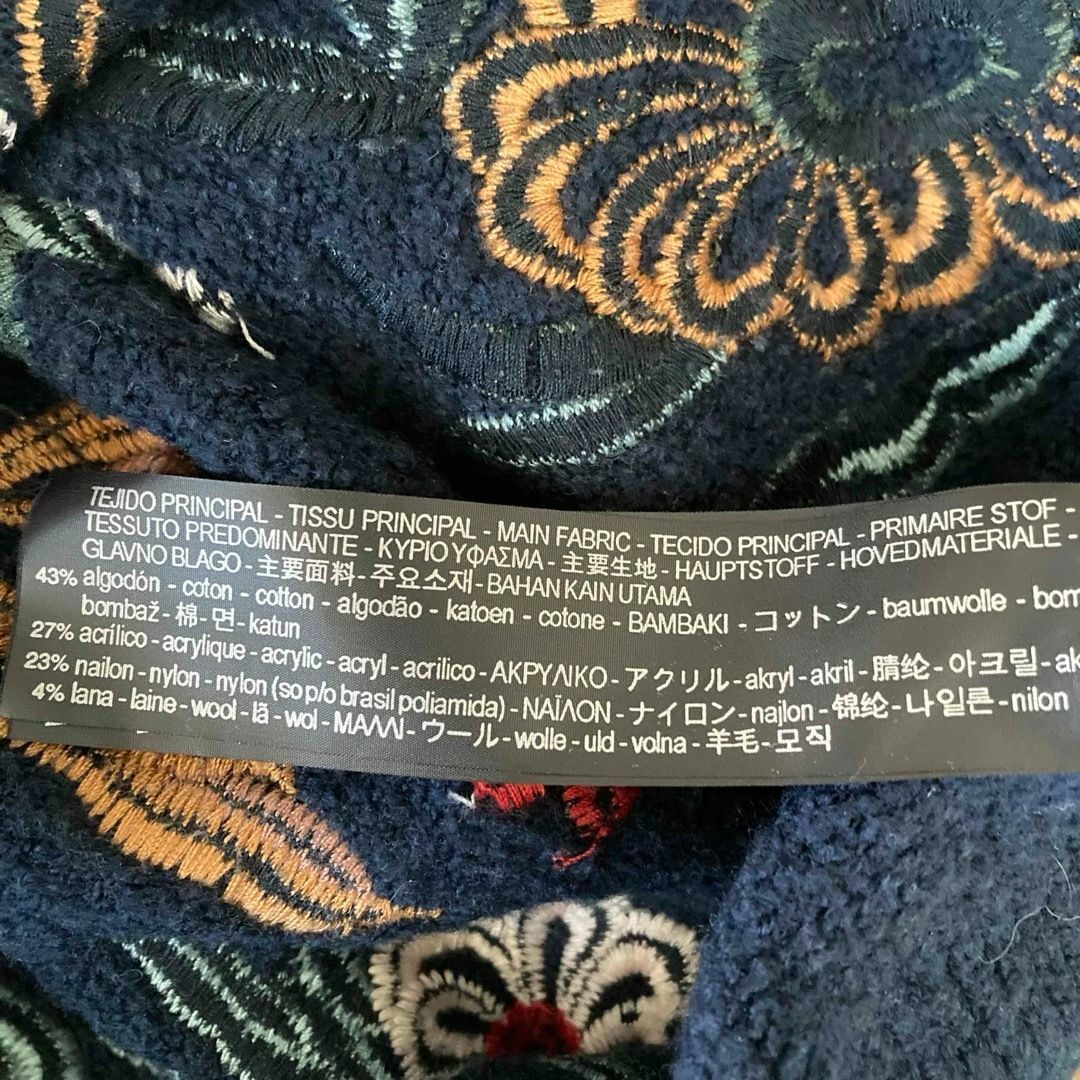 TEJIDO PRINCIPAL - TISSU PRINCIPAL - MAIN FABRIC - TECIDO PRINCIPAL - PRIMAIRE STOF -
TESSUTO PREDOMINANTE - ΚΥΡΙΟ ΥΦΑΣΜΑ - 主要生地 - HAUPTSTOFF - HOVEDMATERIALE -
GLAVNO BLAGO - 主要面料 - 주요소재 - BAHAN KAIN UTAMA
43% algodón - coton - cotton - algodão - katoen - cotone - BAMBAKI - コットン - baumwolle - bom
bombaž - 棉 - 면 - katun
27% acrílico - acrylique - acrylic - acryl - acrilico - ΑΚΡΥΛΙΚΟ - アクリル - akryl - akril - 腈纶 - 아크릴 - ak
23% nailon - nylon - nylon (so p/o brasil poliamida) - ΝΑΪΛΟΝ - ナイロン - najlon - 锦纶 - 나일론 - nilon
4% lana - laine - wool - lã - wol - ΜΑΛΛΙ - ウール - wolle - uld - volna - 羊毛 - 모직